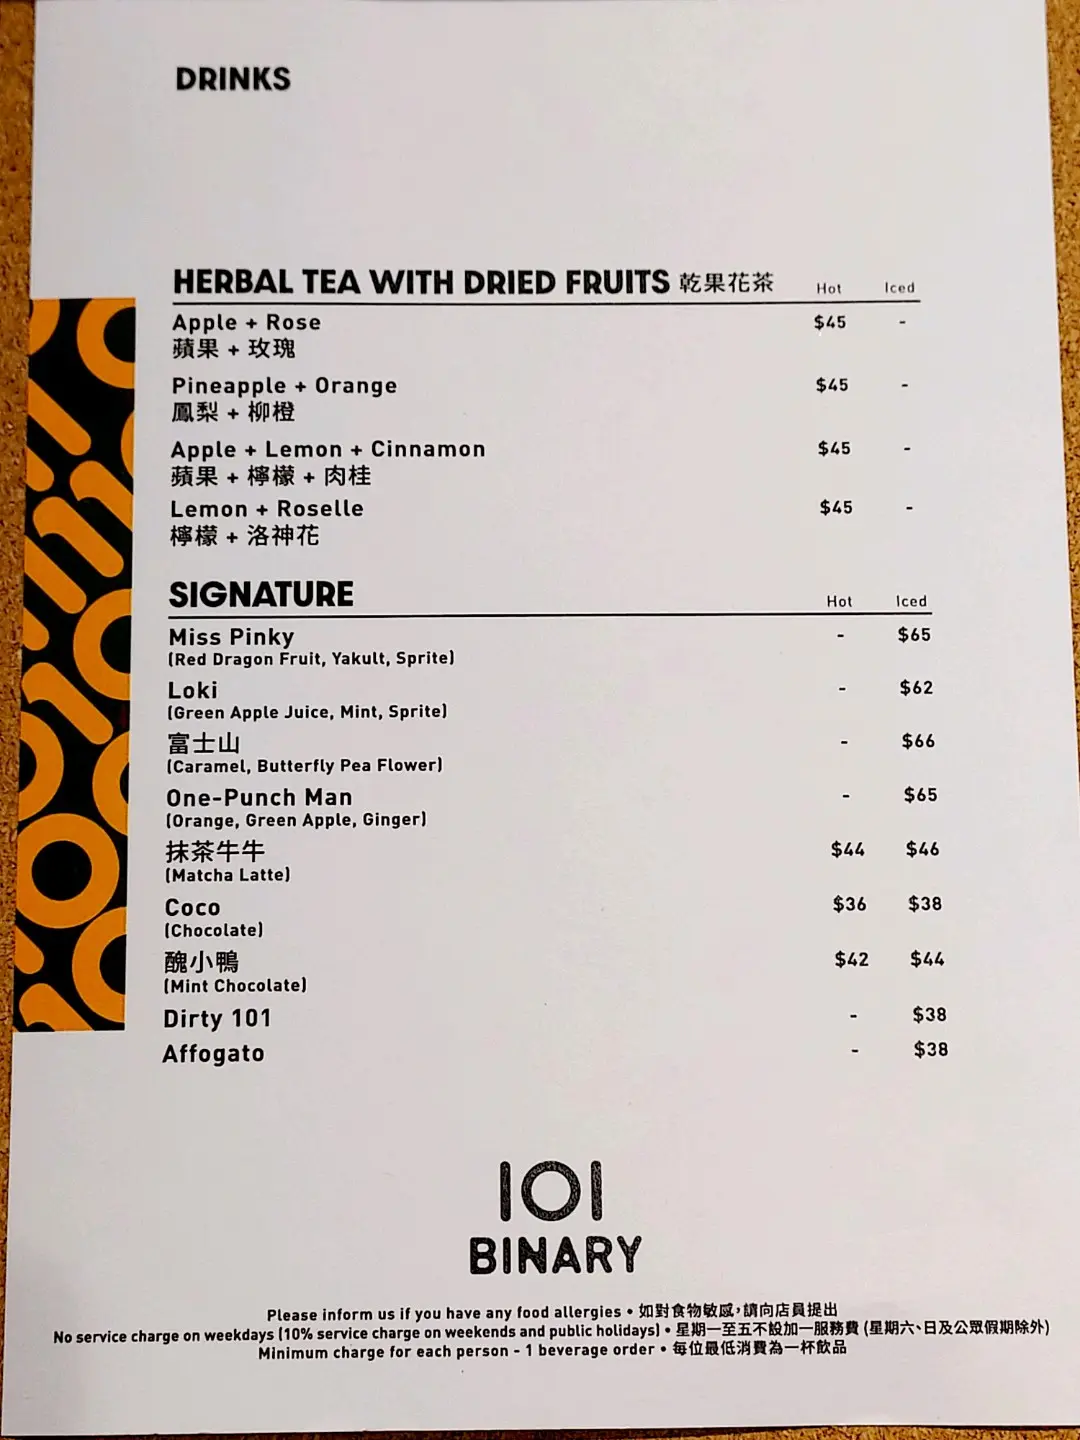 DRINKS
HERBAL TEA WITH DRIED FRUITS 乾果花茶 Hot Iced
Apple + Rose $45 -
蘋果 + 玫瑰
Pineapple + Orange $45 -
鳳梨 + 柳橙
Apple + Lemon + Cinnamon $45 -
蘋果 + 檸檬 + 肉桂
Lemon + Roselle $45 -
檸檬 + 洛神花
SIGNATURE Hot Iced
Miss Pinky - $65
(Red Dragon Fruit, Yakult, Sprite)
Loki - $62
(Green Apple Juice, Mint, Sprite)
富士山 - $66
(Caramel, Butterfly Pea Flower)
One-Punch Man - $65
(Orange, Green Apple, Ginger)
抹茶牛牛 $44 $46
(Matcha Latte)
Coco $36 $38
(Chocolate)
醜小鴨 $42 $44
(Mint Chocolate)
Dirty 101 - $38
Affogato - $38
101
BINARY
Please inform us if you have any food allergies • 如對食物敏感，請向店員提出
No service charge on weekdays (10% service charge on weekends and public holidays) • 星期一至五不設加一服務費 (星期六、日及公眾假期除外)
Minimum charge for each person - 1 beverage order • 每位最低消費為一杯飲品